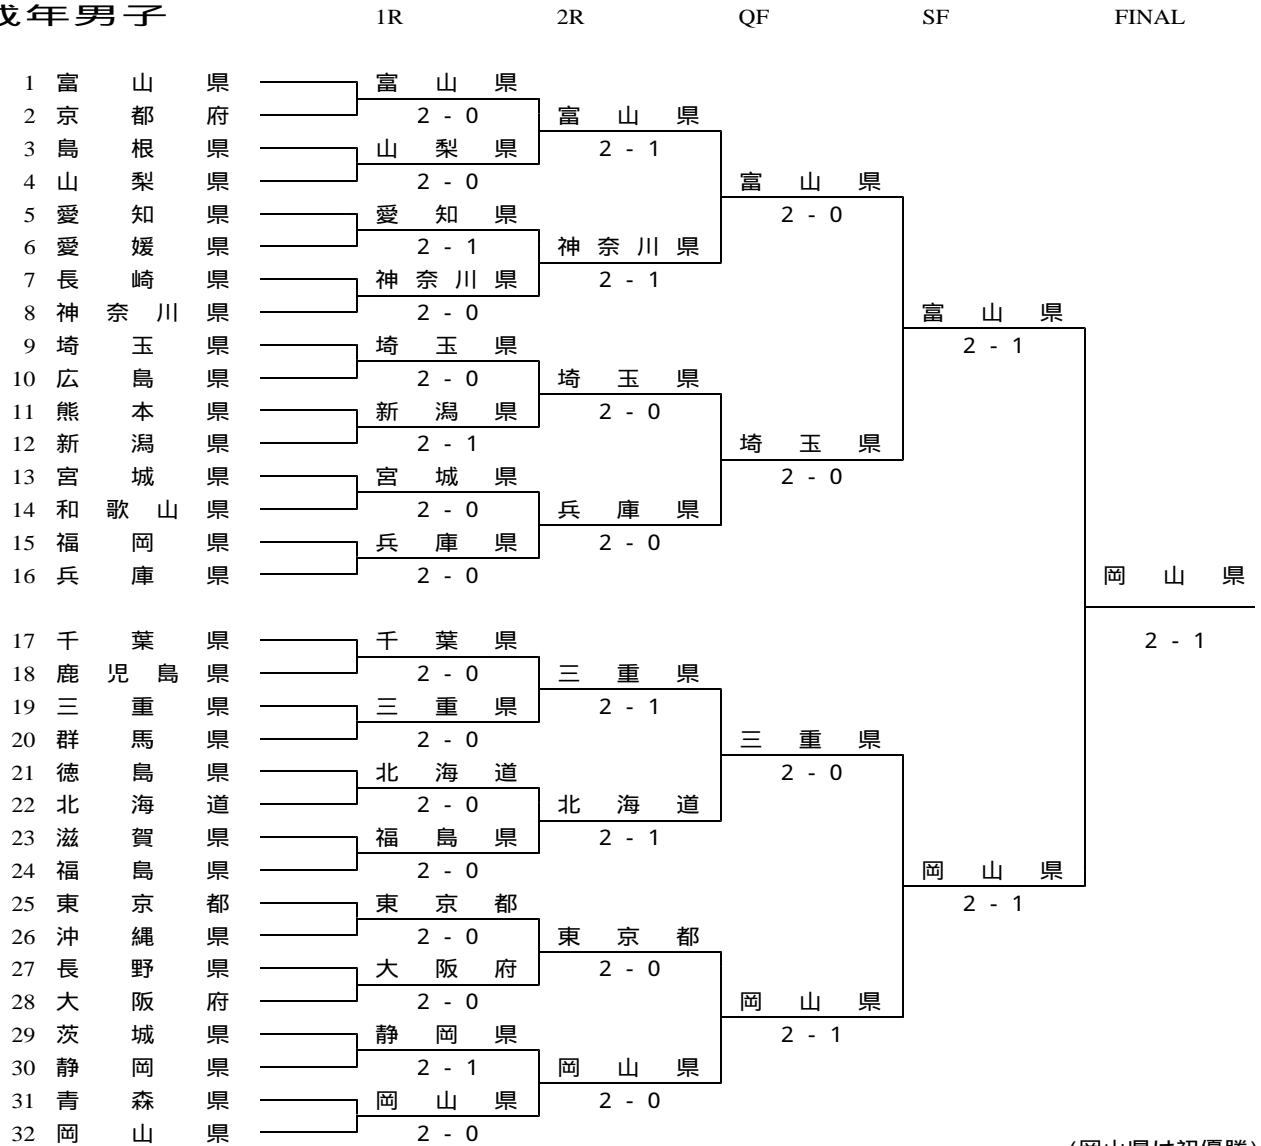 年男子 1R 2R QF SF FINAL
1 富山県 富山県
2 京都府 2 - 0 富山県
3 島根県 山梨県 2 - 1
4 山梨県 2 - 0 富山県
5 愛知県 愛知県 2 - 0
6 愛媛県 2 - 1 神奈川県
7 長崎県 神奈川県 2 - 1
8 神奈川県 2 - 0 富山県
9 埼玉県 埼玉県 2 - 1
10 広島県 2 - 0 埼玉県
11 熊本県 新潟県 2 - 0
12 新潟県 2 - 1 埼玉県
13 宮城県 宮城県 2 - 0
14 和歌山県 2 - 0 兵庫県
15 福岡県 兵庫県 2 - 0
16 兵庫県 2 - 0 岡山県
17 千葉県 千葉県 2 - 1
18 鹿児島県 2 - 0 三重県
19 三重県 三重県 2 - 1
20 群馬県 2 - 0 三重県
21 徳島県 北海道 2 - 0
22 北海道 2 - 0 北海道
23 滋賀県 福島県 2 - 1
24 福島県 2 - 0 岡山県
25 東京都 東京都 2 - 1
26 沖縄県 2 - 0 東京都
27 長野県 大阪府 2 - 0
28 大阪府 2 - 0 岡山県
29 茨城県 静岡県 2 - 1
30 静岡県 2 - 1 岡山県
31 青森県 岡山県 2 - 0
32 岡山県 2 - 0
(岡山県は初優勝)